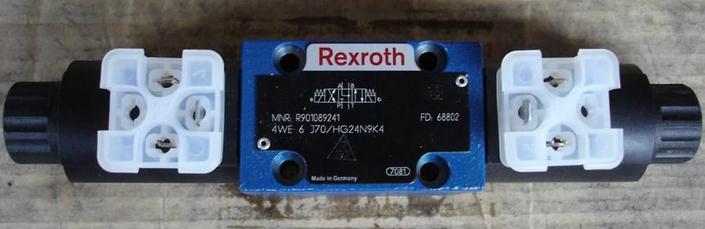 Rexroth
MNR: R901089241
FD: 68802
4WE 6 J70/HG24N9K4
Made in Germany
7081